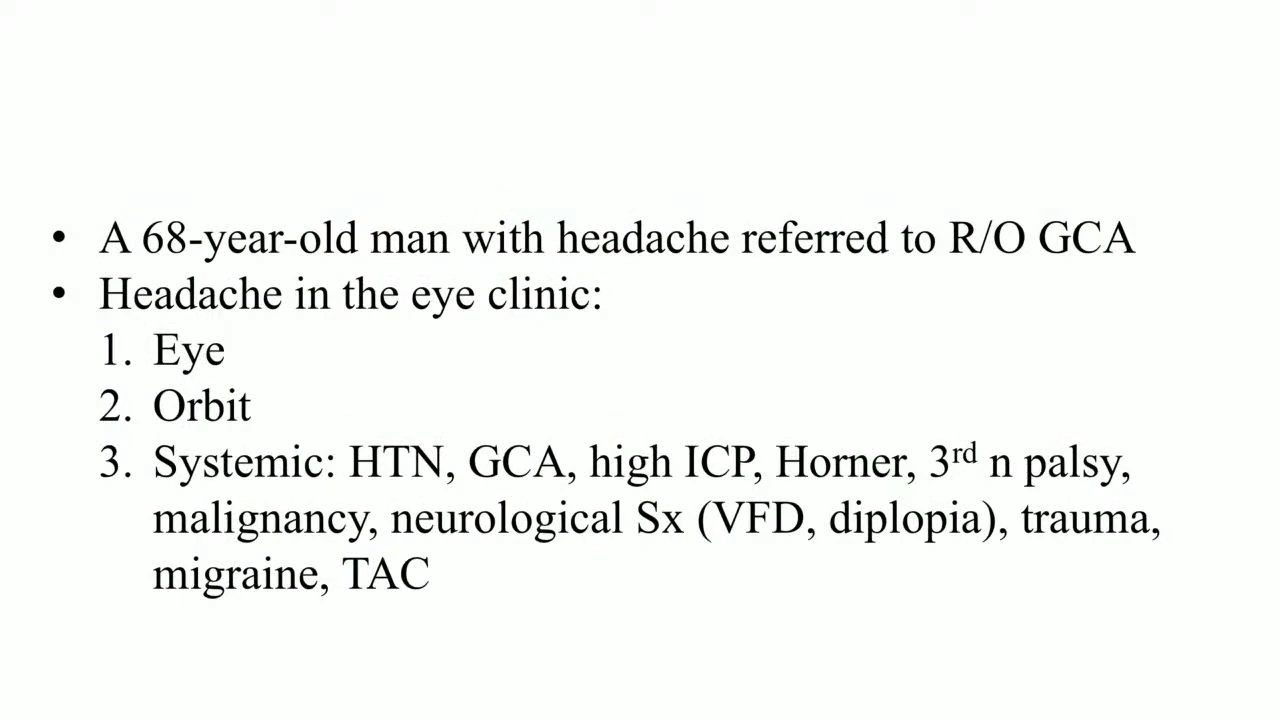 • A 68-year-old man with headache referred to R/O GCA
• Headache in the eye clinic:
1. Eye
2. Orbit
3. Systemic: HTN, GCA, high ICP, Horner, 3rd n palsy,
malignancy, neurological Sx (VFD, diplopia), trauma,
migraine, TAC